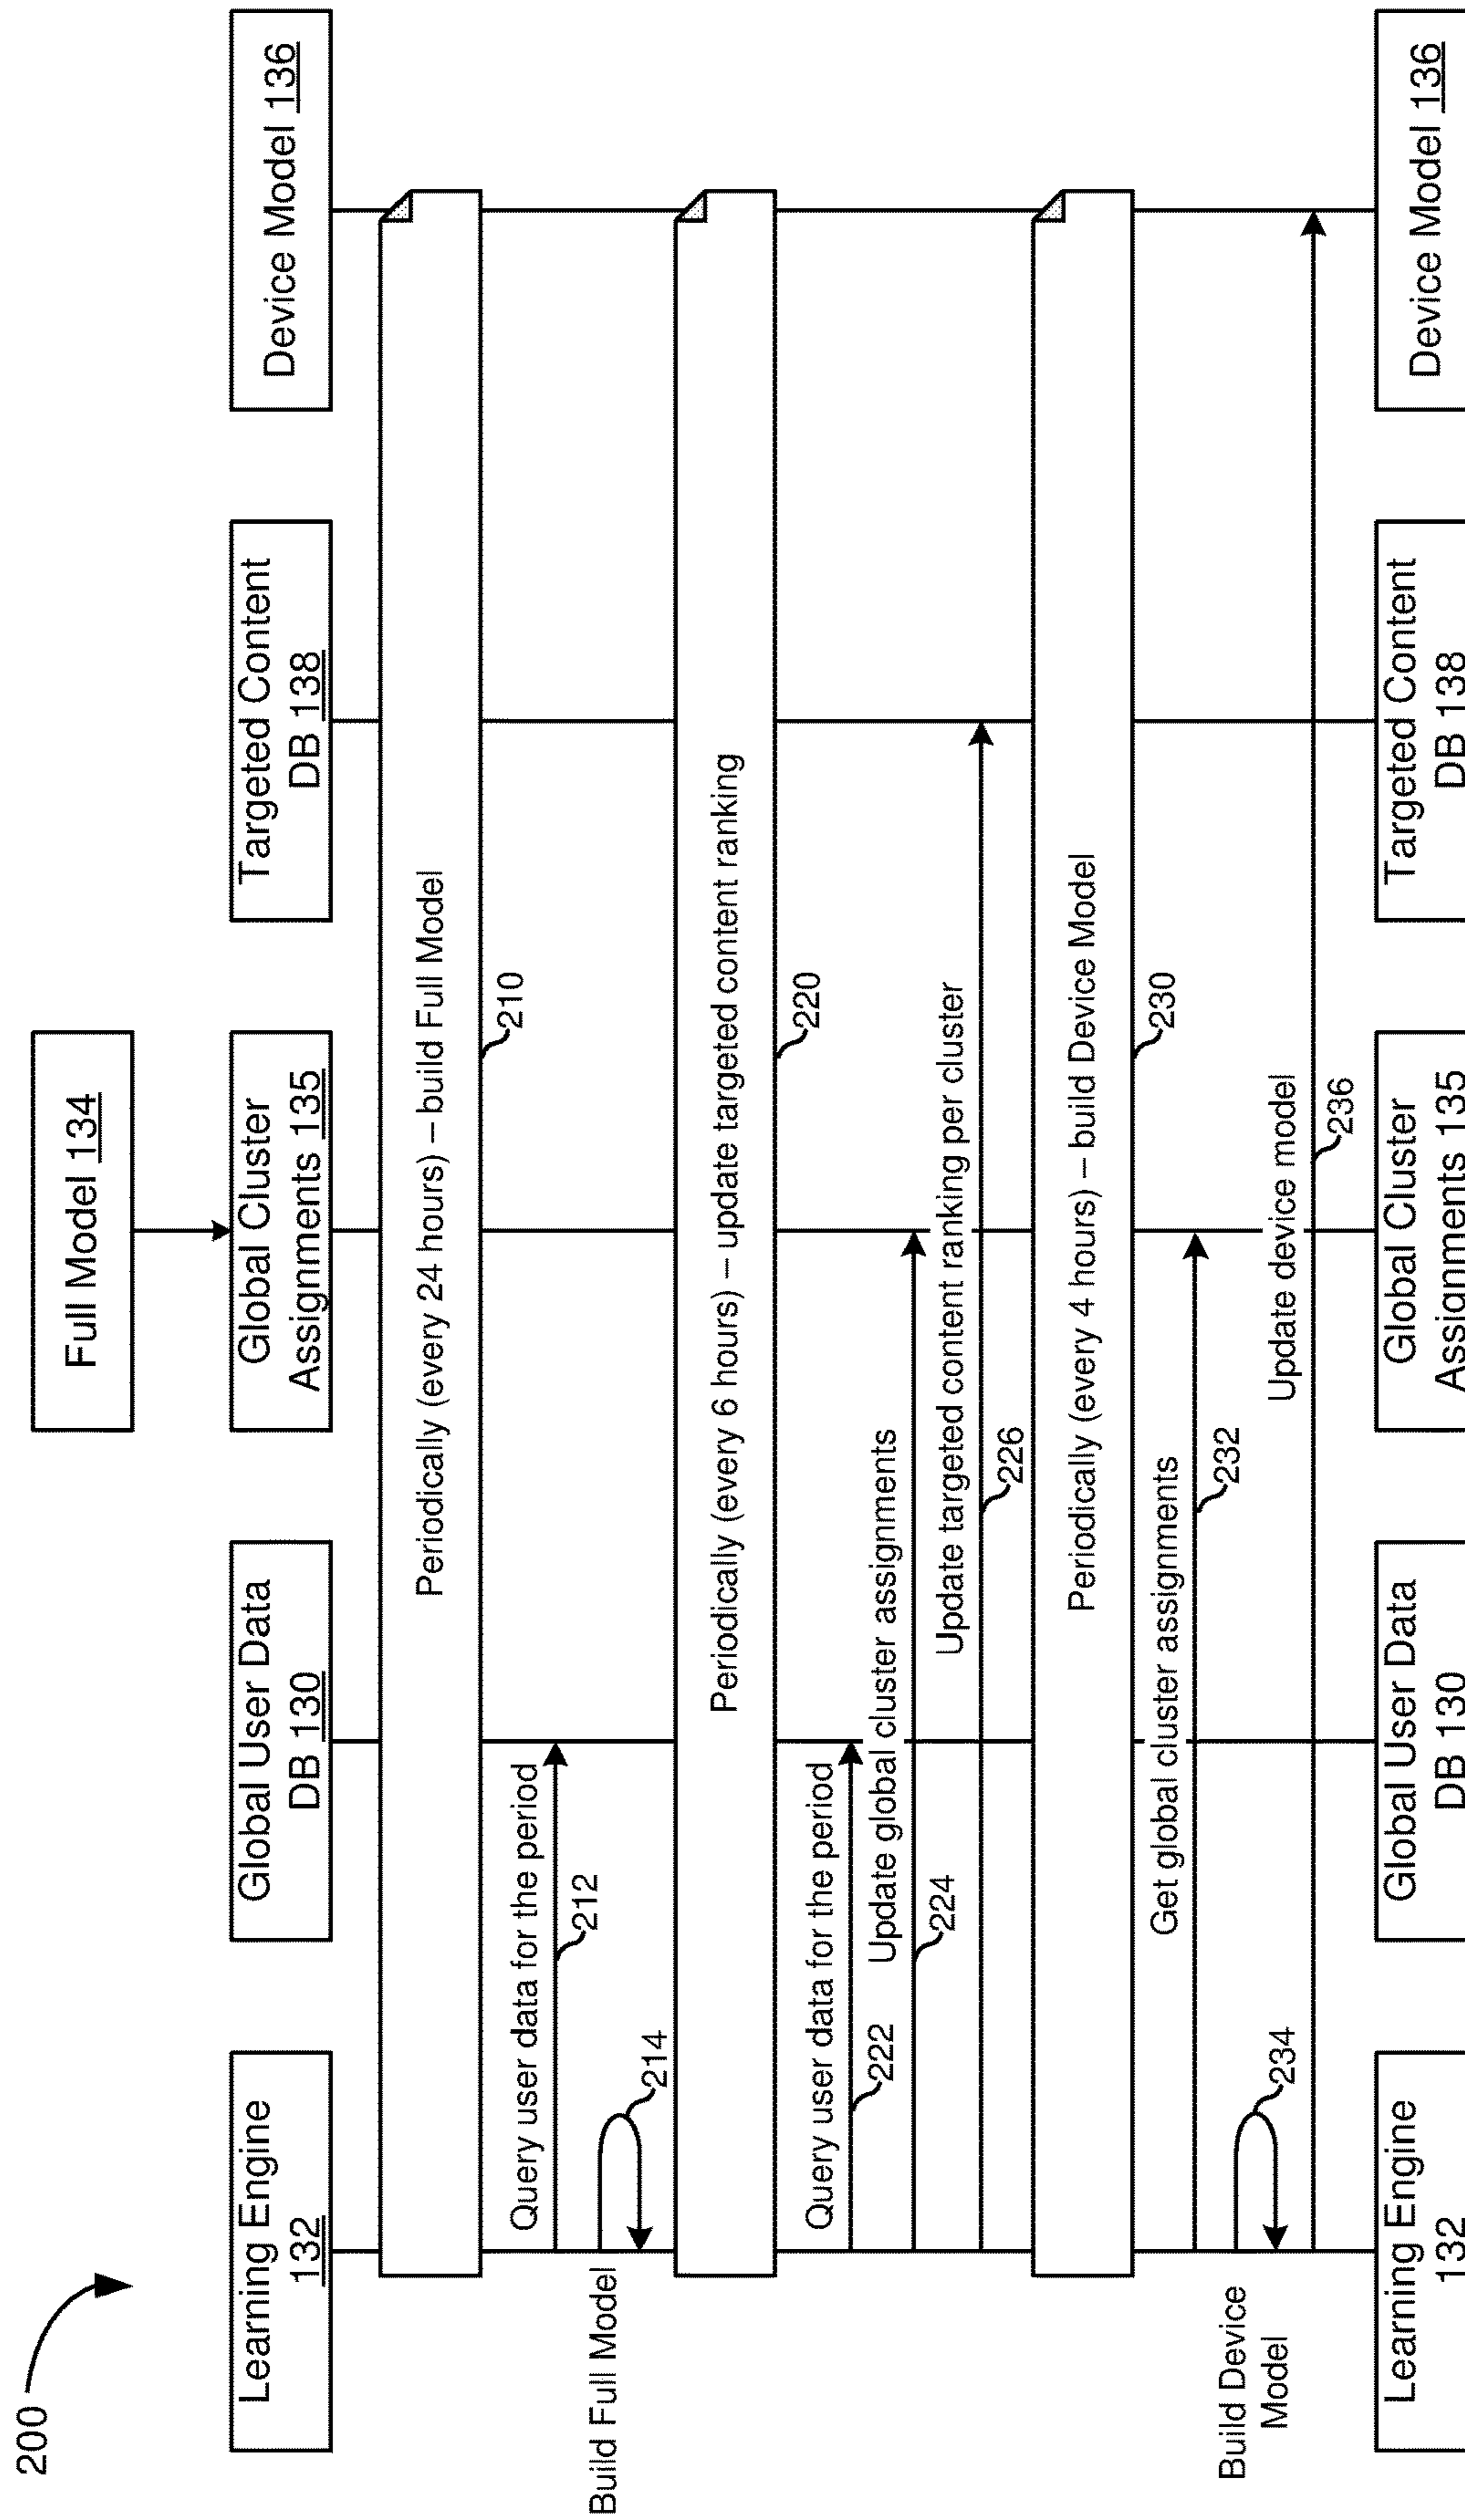 200
Full Model 134
Learning Engine
132
Global User Data
DB 130
Global Cluster
Assignments 135
Targeted Content
DB 138
Device Model 136
Periodically (every 24 hours) – build Full Model
210
Query user data for the period
212
Build Full Model
214
Periodically (every 6 hours) – update targeted content ranking
220
Query user data for the period
222
Update global cluster assignments
224
Update targeted content ranking per cluster
226
Periodically (every 4 hours) – build Device Model
230
Get global cluster assignments
232
Build Device
Model
234
Update device model
236
Learning Engine
132
Global User Data
DB 130
Global Cluster
Assignments 135
Targeted Content
DB 138
Device Model 136